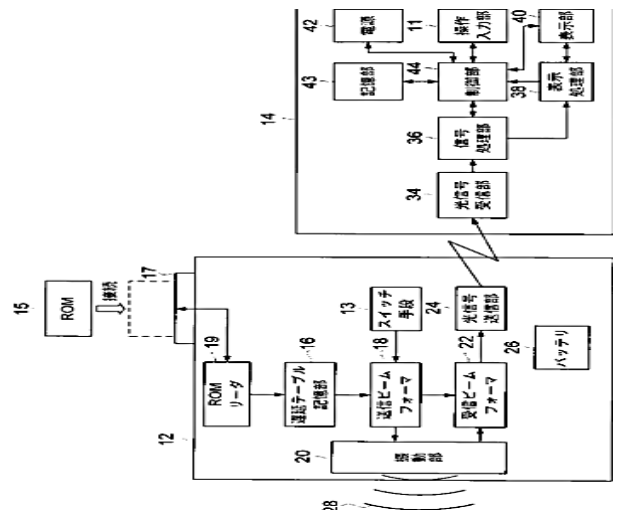 42
電源
11
操作
入力部
40
表示部
43
記憶部
44
制御部
38
表示
処理部
14
36
信号
処理部
34
光信号
受信部
15
ROM
接続
17
12
19
ROM
リーダ
16
遅延テーブル
記憶部
13
スイッチ
手段
18
送信ビーム
フォーマ
24
光信号
送信部
22
受信ビーム
フォーマ
26
バッテリ
20
振動部
28